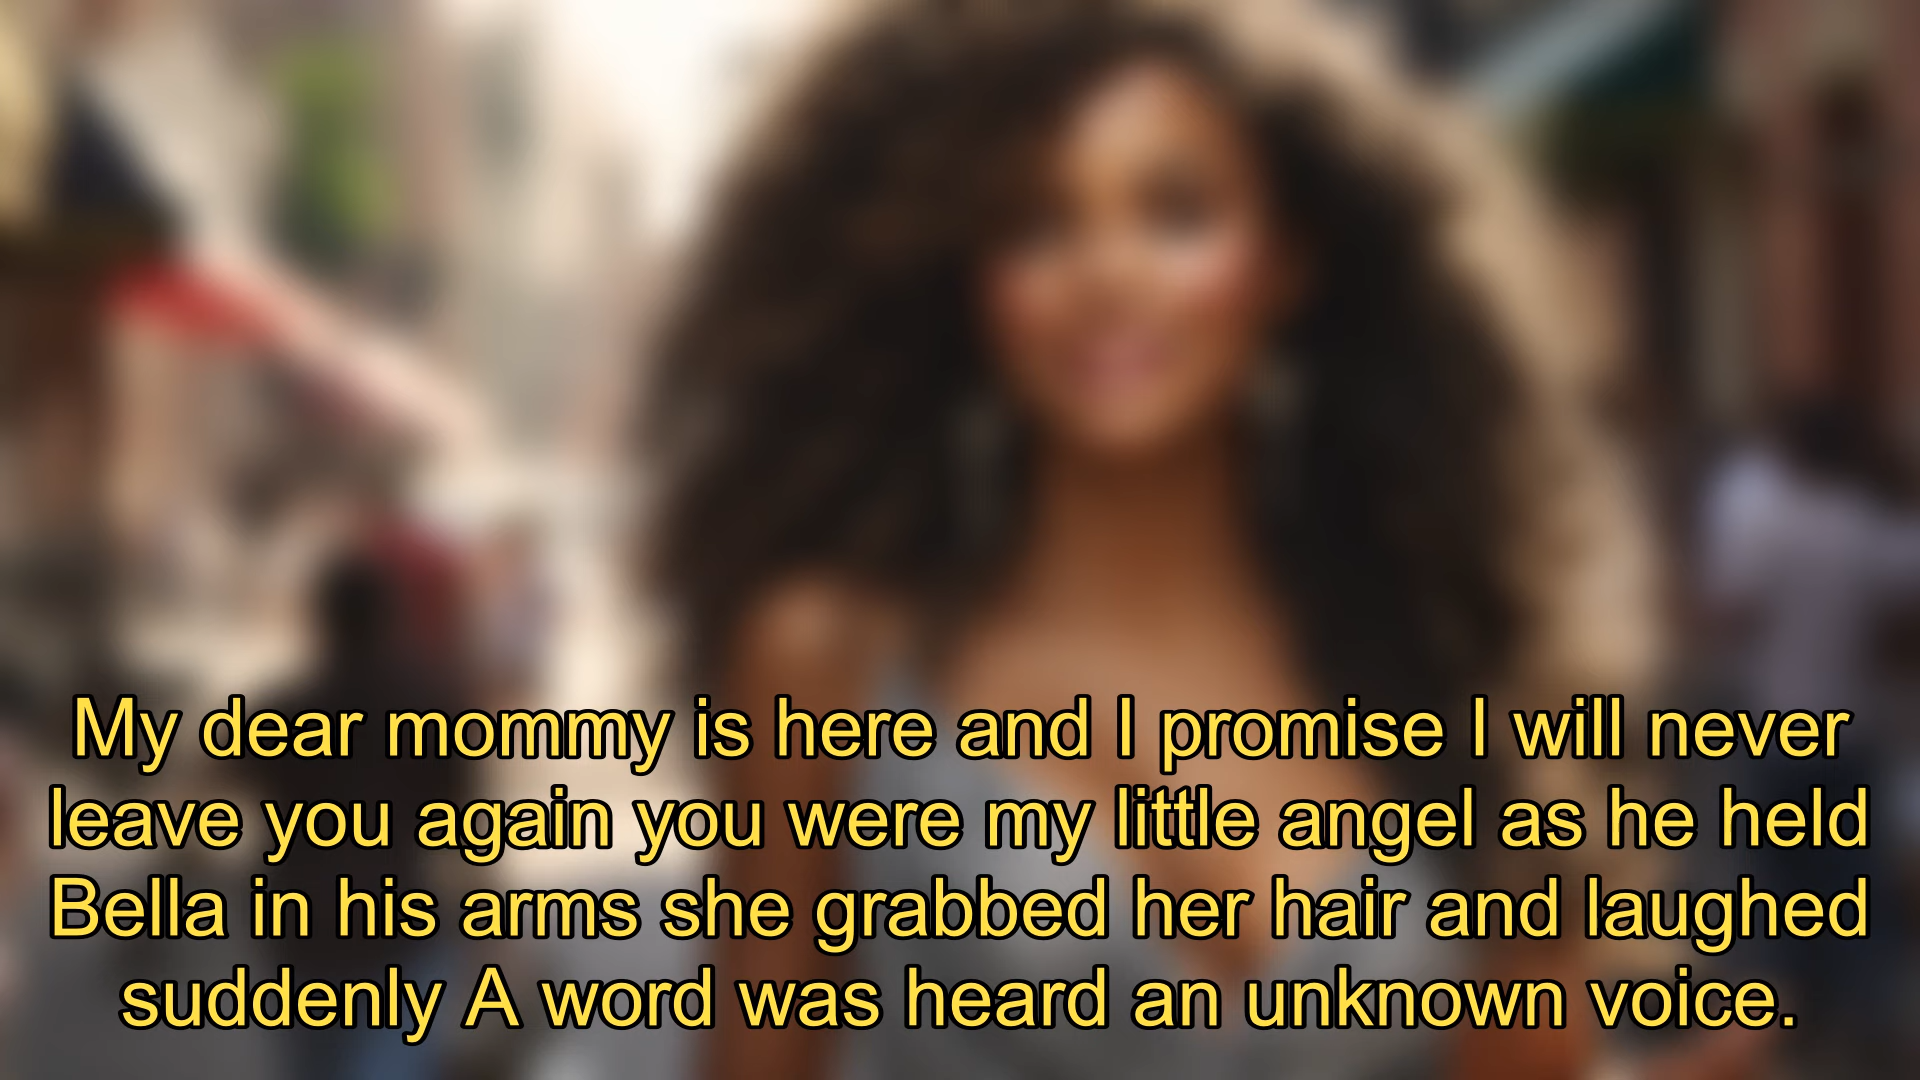 My dear mommy is here and I promise I will never
leave you again you were my little angel as he held
Bella in his arms she grabbed her hair and laughed
suddenly A word was heard an unknown voice.